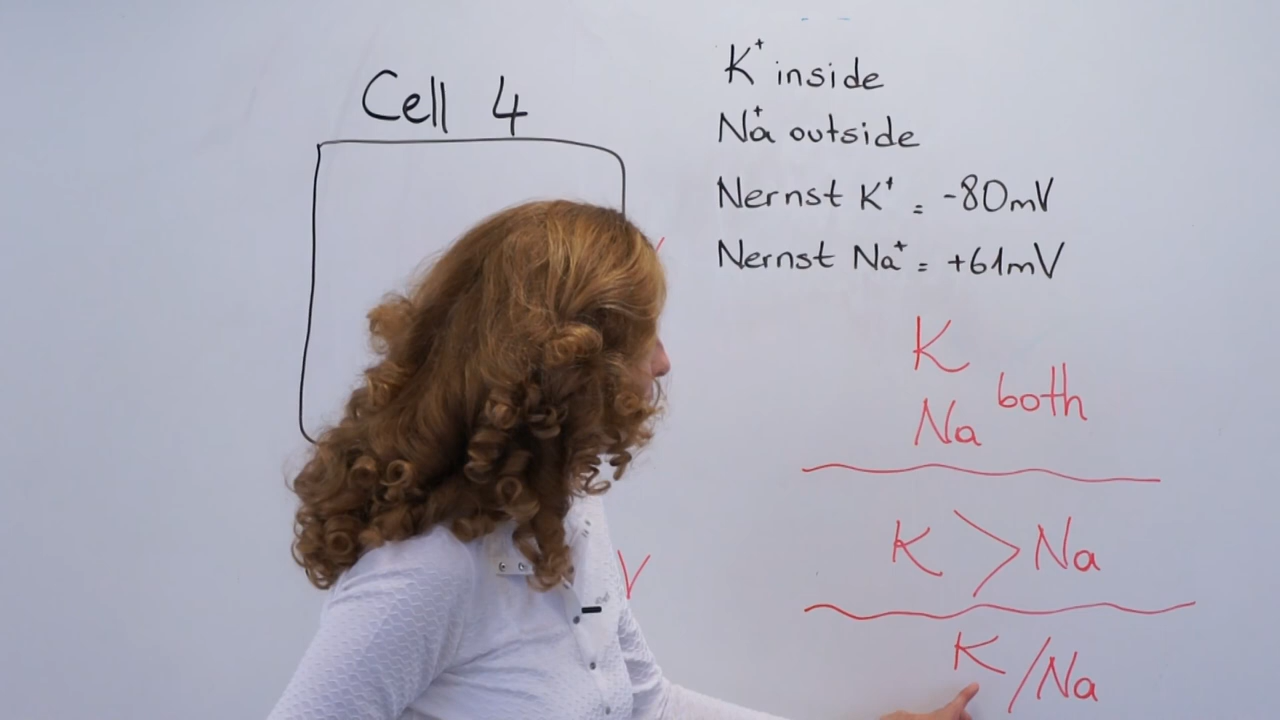 Cell 4
K⁺ inside
Na⁺ outside
Nernst K⁺ = -80mV
Nernst Na⁺ = +61mV
K
Na both
K > Na
V
K/Na